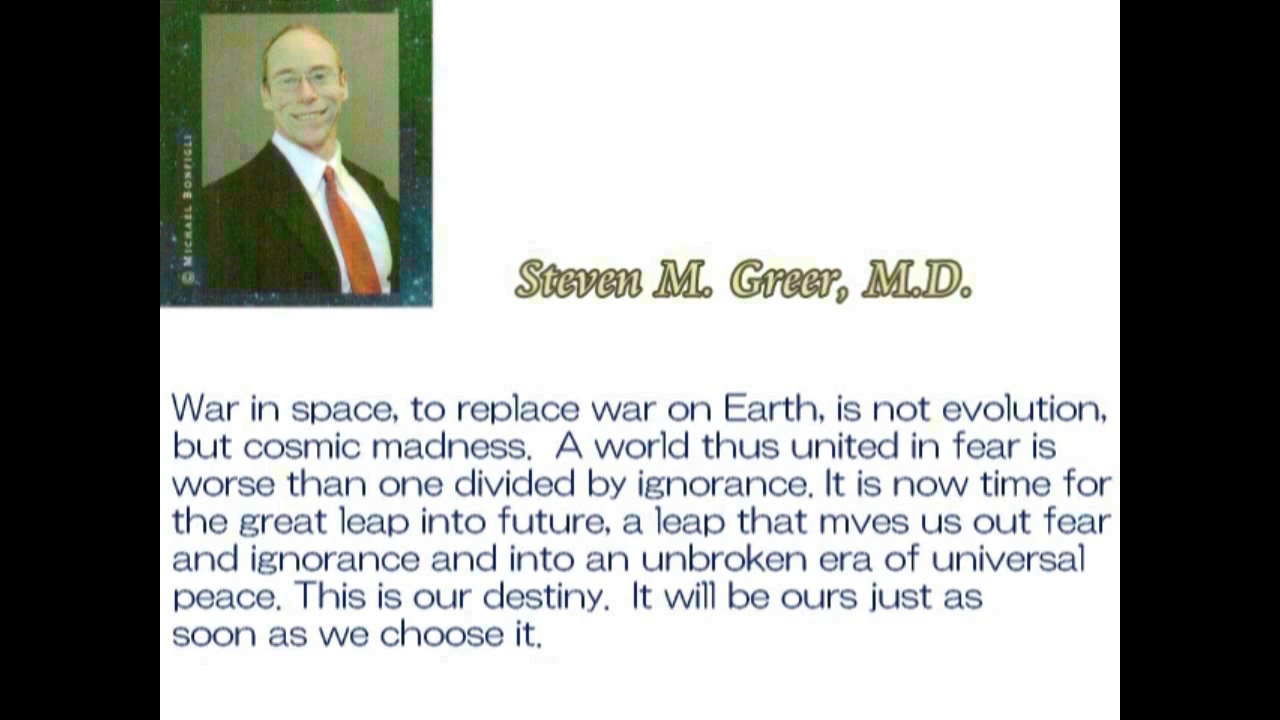 © MICHAEL BONFIGLI
Steven M. Greer, M.D.
War in space, to replace war on Earth, is not evolution,
but cosmic madness. A world thus united in fear is
worse than one divided by ignorance. It is now time for
the great leap into future, a leap that mves us out fear
and ignorance and into an unbroken era of universal
peace. This is our destiny. It will be ours just as
soon as we choose it.